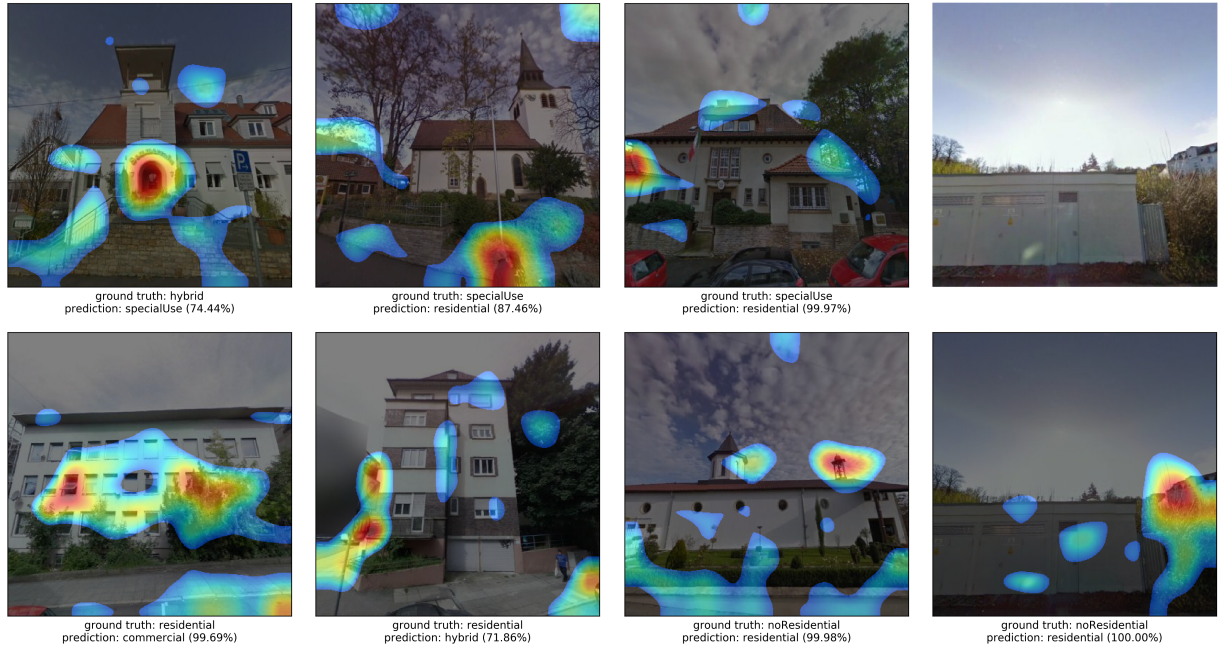 ground truth: hybrid
prediction: specialUse (74.44%)
ground truth: specialUse
prediction: residential (87.46%)
ground truth: specialUse
prediction: residential (99.97%)
P
ground truth: residential
prediction: commercial (99.69%)
ground truth: residential
prediction: hybrid (71.86%)
ground truth: noResidential
prediction: residential (99.98%)
ground truth: noResidential
prediction: residential (100.00%)